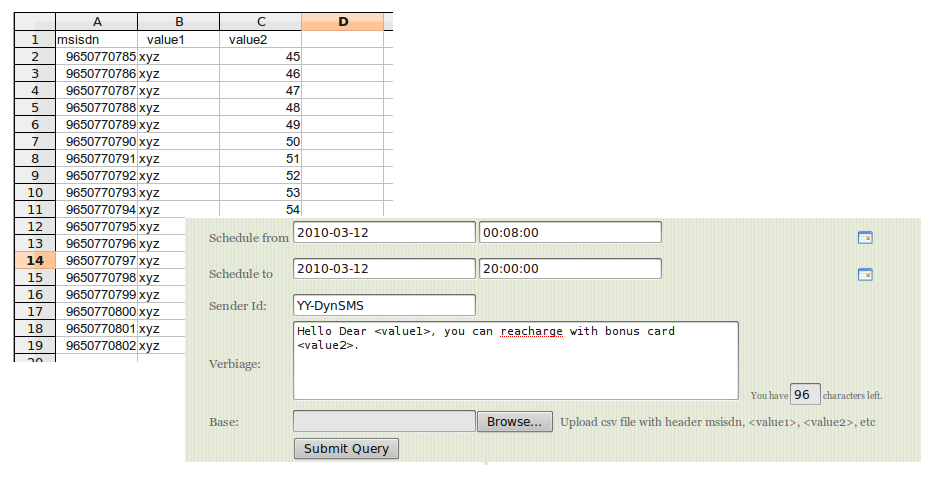 A B C D
1 msisdn value1 value2
2 9650770785 xyz 45
3 9650770786 xyz 46
4 9650770787 xyz 47
5 9650770788 xyz 48
6 9650770789 xyz 49
7 9650770790 xyz 50
8 9650770791 xyz 51
9 9650770792 xyz 52
10 9650770793 xyz 53
11 9650770794 xyz 54
12 9650770795 xyz
13 9650770796 xyz
14 9650770797 xyz
15 9650770798 xyz
16 9650770799 xyz
17 9650770800 xyz
18 9650770801 xyz
19 9650770802 xyz
20
Schedule from 2010-03-12 00:08:00
Schedule to 2010-03-12 20:00:00
Sender Id: YY-DynSMS
Verbiage: Hello Dear <value1>, you can reacharge with bonus card
<value2>.
You have 96 characters left.
Base: Browse... Upload csv file with header msisdn, <value1>, <value2>, etc
Submit Query